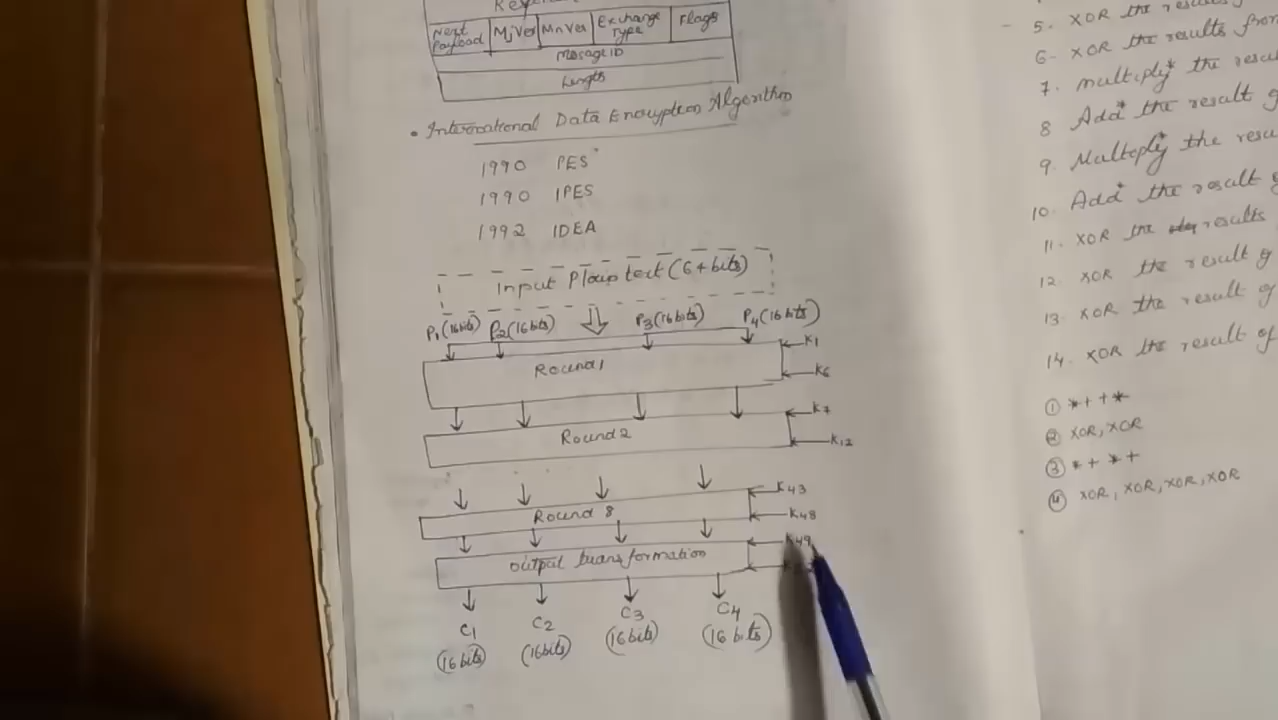 Next Payload MjVer MnVer Exchange Type Flags
Message ID
Length
• International Data Encryption Algorithm
1990 PES
1990 IPES
1992 IDEA
Input Plain text (64 bits)
P1 (16 bits) P2 (16 bits) P3 (16 bits) P4 (16 bits)
K1
Round 1
K6
K7
Round 2
K12
K43
Round 8
K48
K49
output transformation
C1 C2 C3 C4
(16 bits) (16 bits) (16 bits) (16 bits)
5. XOR the results
6. XOR the results from
7. multiply* the
8 Add* the result
9. Multiply* the
10. Add* the result
11. XOR the results
12. XOR the result of
13. XOR the result of
14. XOR the result of
① * + + *
② XOR, XOR
③ * + * +
④ XOR, XOR, XOR, XOR